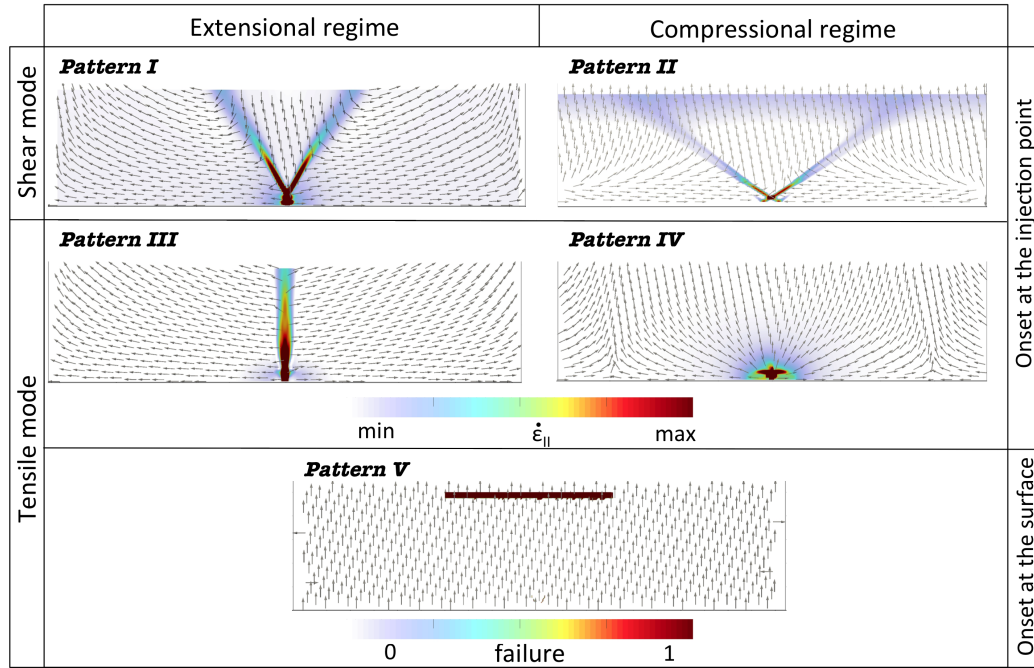 Extensional regime
Compressional regime
Shear mode
Pattern I
Pattern II
Onset at the injection point
Tensile mode
Pattern III
Pattern IV
min
ε̇II
max
Pattern V
Onset at the surface
0
failure
1